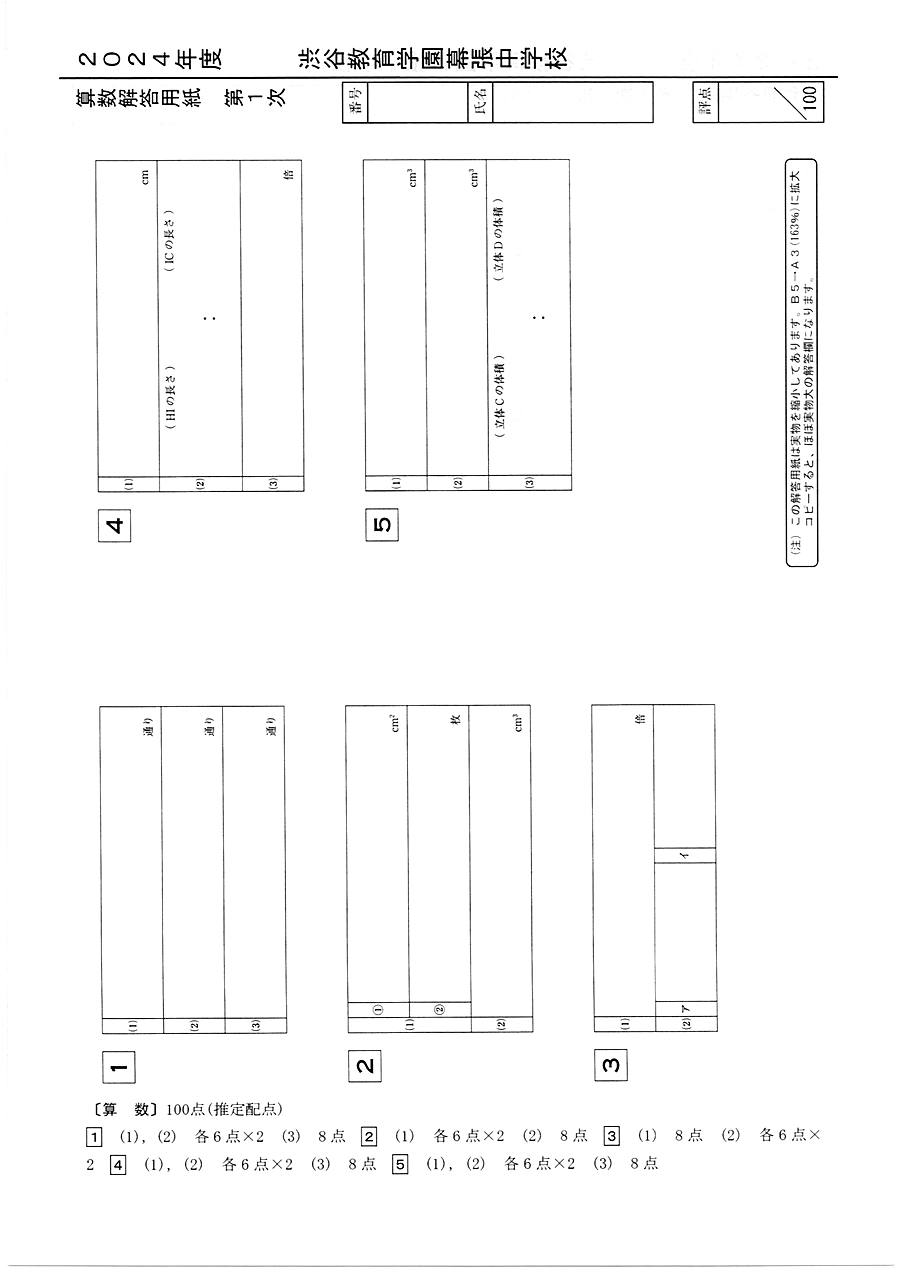 2024年度　渋谷教育学園幕張中学校
算数解答用紙　第1次
番号
氏名
評点
／100
1
(1)
通り
(2)
通り
(3)
通り
2
(1)
①
cm²
②
枚
(2)
cm³
3
(1)
倍
(2)
ア
イ
4
(1)
cm
(2)
（HIの長さ）
：
（ICの長さ）
(3)
倍
5
(1)
cm³
(2)
cm³
(3)
（立体Cの体積）
：
（立体Dの体積）
(注) この解答用紙は実物を縮小してあります。B5→A3(163%)に拡大
コピーすると、ほぼ実物大の解答欄になります。
〔算　数〕100点(推定配点)
1　(1)，(2)　各6点×2　(3)　8点　2　(1)　各6点×2　(2)　8点　3　(1)　8点　(2)　各6点×
2　4　(1)，(2)　各6点×2　(3)　8点　5　(1)，(2)　各6点×2　(3)　8点